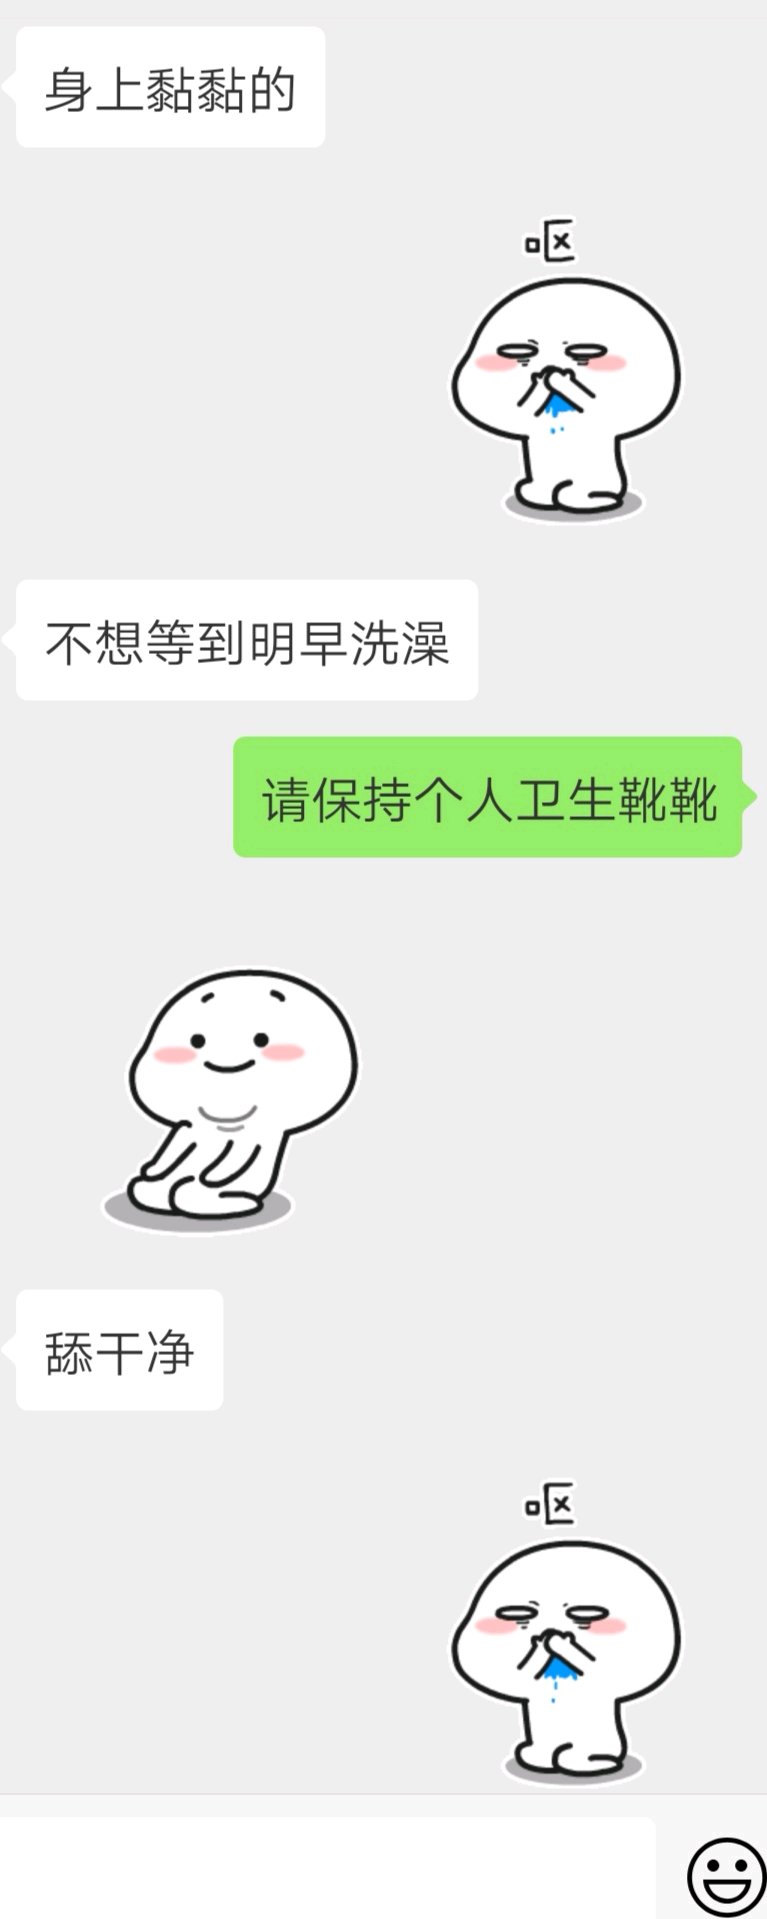 身上黏黏的
呕
不想等到明早洗澡
请保持个人卫生靴靴
舔干净
呕